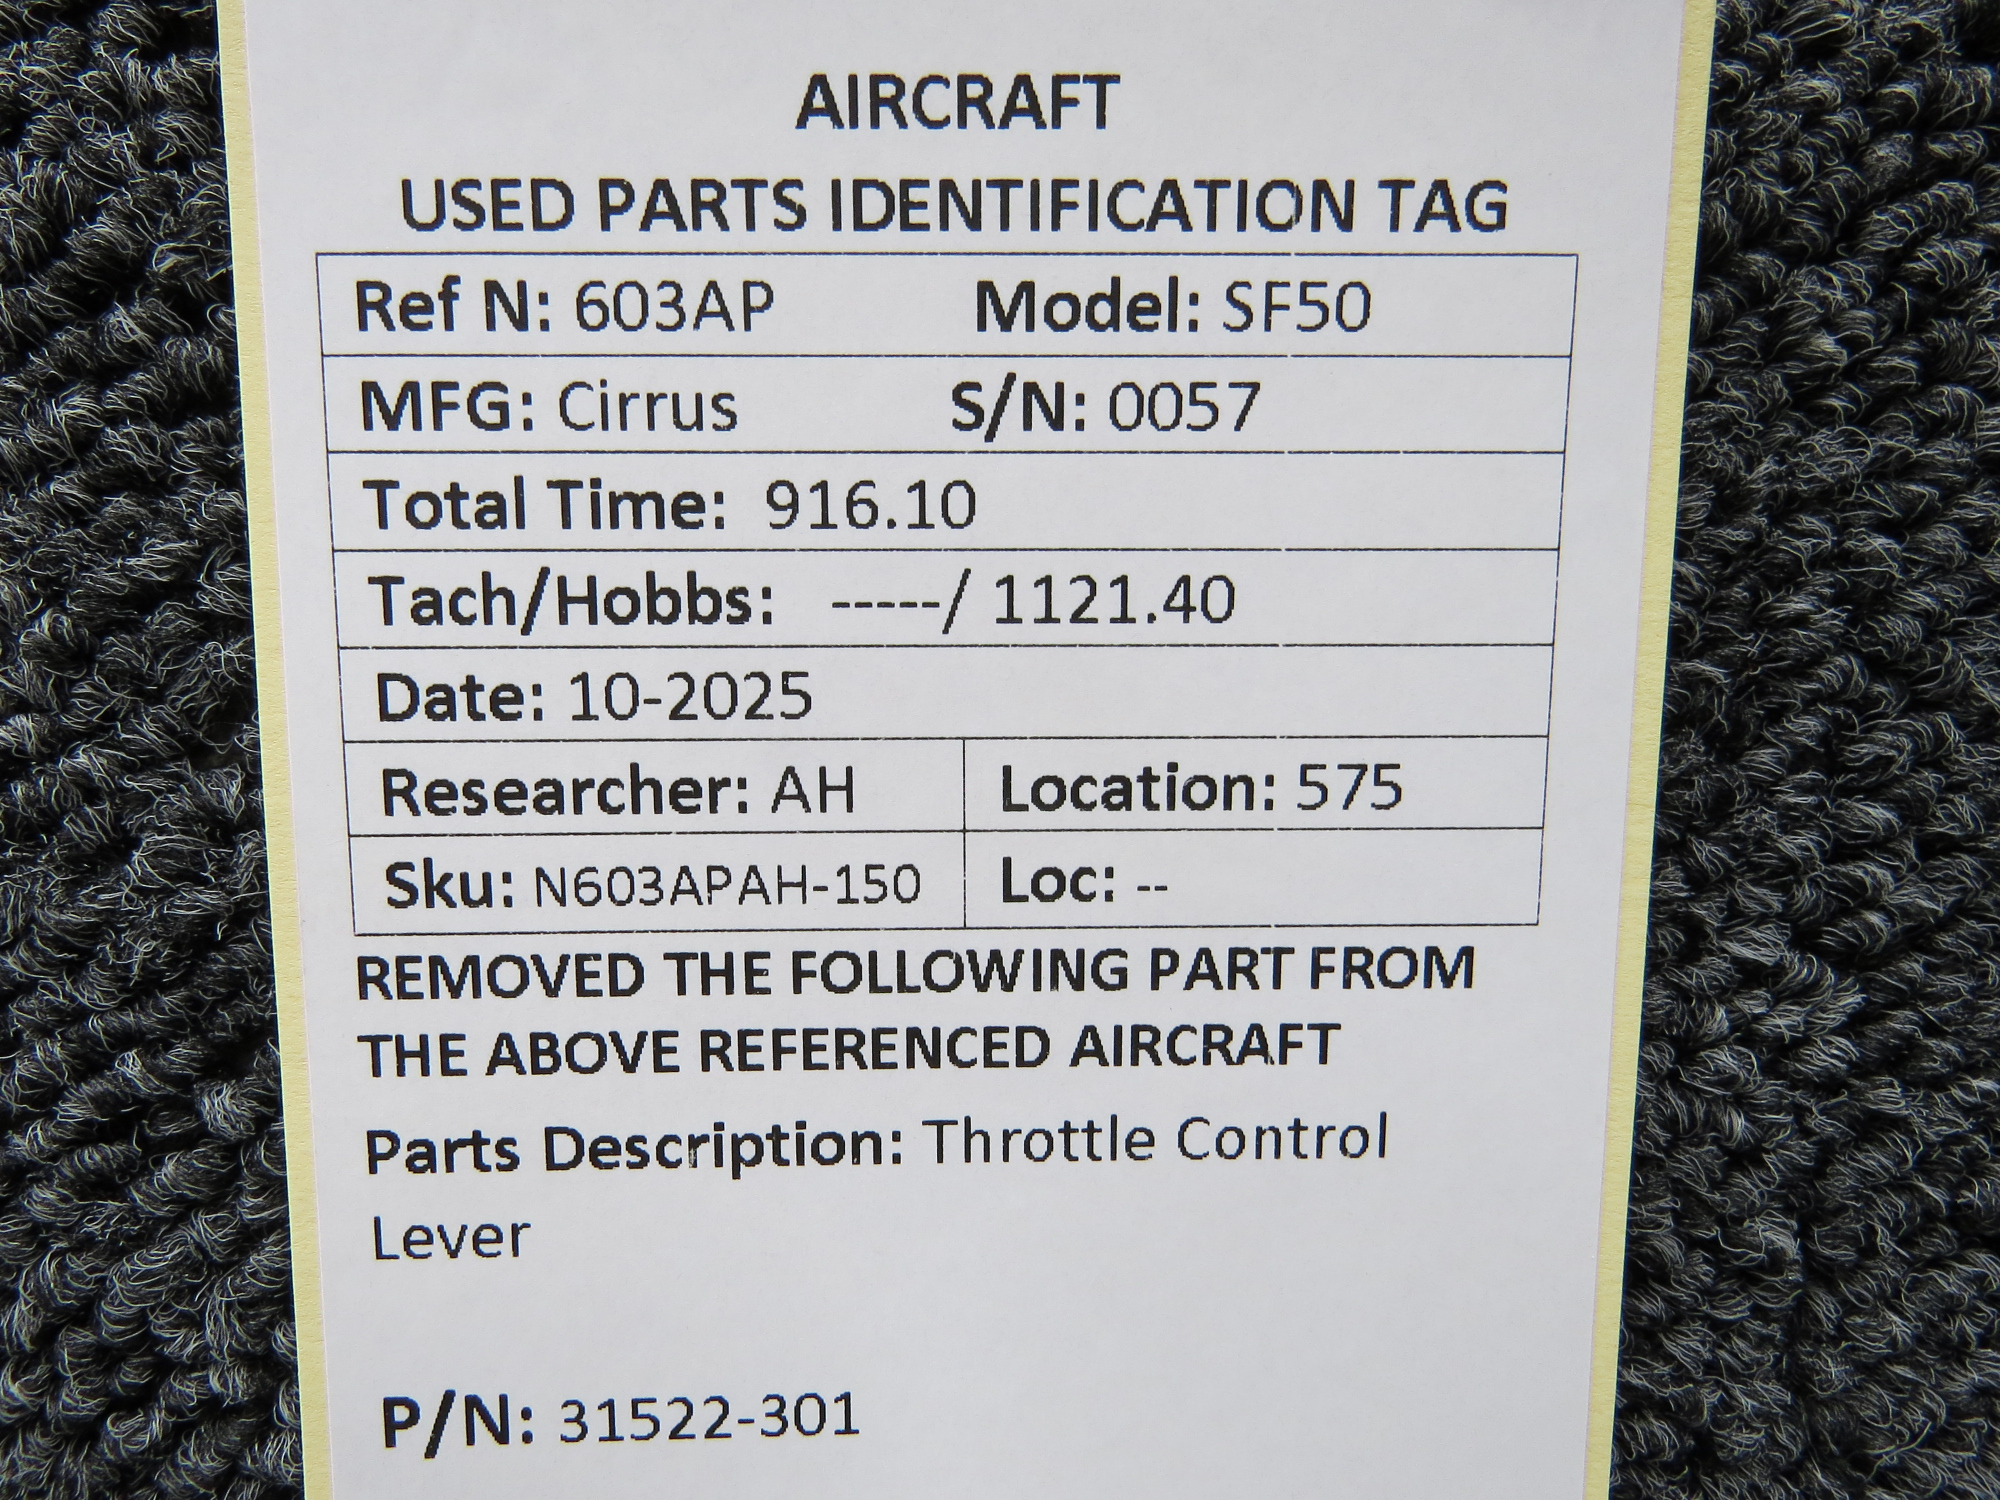 AIRCRAFT
USED PARTS IDENTIFICATION TAG
Ref N: 603AP Model: SF50
MFG: Cirrus S/N: 0057
Total Time: 916.10
Tach/Hobbs: -----/ 1121.40
Date: 10-2025
Researcher: AH Location: 575
Sku: N603APAH-150 Loc: --
REMOVED THE FOLLOWING PART FROM
THE ABOVE REFERENCED AIRCRAFT
Parts Description: Throttle Control
Lever
P/N: 31522-301